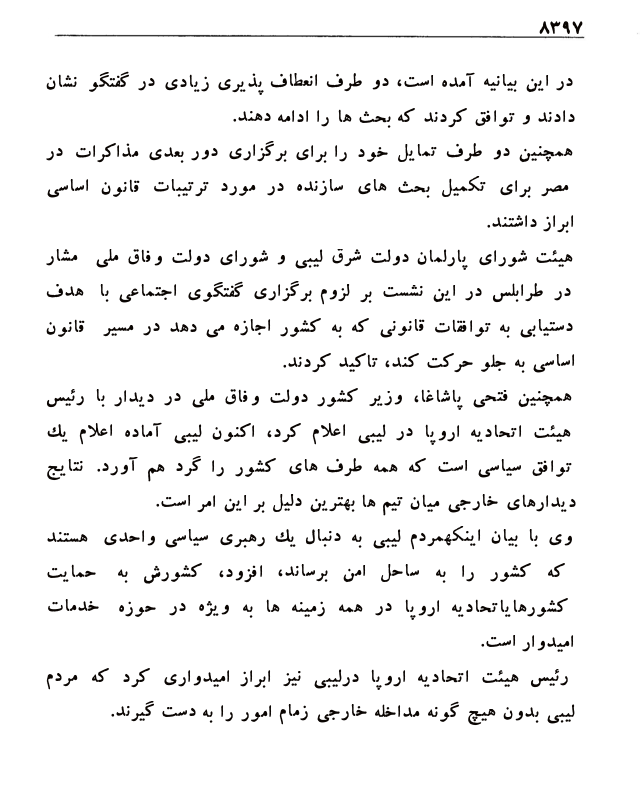 ۸۳۹۷
در این بیانیه آمده است، دو طرف انعطاف پذیری زیادی در گفتگو نشان
دادند و توافق کردند که بحث ها را ادامه دهند.
همچنین دو طرف تمایل خود را برای برگزاری دور بعدی مذاکرات در
مصر برای تکمیل بحث های سازنده در مورد ترتیبات قانون اساسی
ابراز داشتند.
هیئت شورای پارلمان دولت شرق لیبی و شورای دولت وفاق ملی مشار
در طرابلس در این نشست بر لزوم برگزاری گفتگوی اجتماعی با هدف
دستیابی به توافقات قانونی که به کشور اجازه می دهد در مسیر قانون
اساسی به جلو حرکت کند، تاکید کردند.
همچنین فتحی پاشاغا، وزیر کشور دولت وفاق ملی در دیدار با رئیس
هیئت اتحادیه اروپا در لیبی اعلام کرد، اکنون لیبی آماده اعلام یك
توافق سیاسی است که همه طرف های کشور را گرد هم آورد. نتایج
دیدارهای خارجی میان تیم ها بهترین دلیل بر این امر است.
وی با بیان اینکهمردم لیبی به دنبال یك رهبری سیاسی واحدی هستند
که کشور را به ساحل امن برساند، افزود، کشورش به حمایت
کشورهایاتحادیه اروپا در همه زمینه ها به ویژه در حوزه خدمات
امیدوار است.
رئیس هیئت اتحادیه اروپا درلیبی نیز ابراز امیدواری کرد که مردم
لیبی بدون هیچ گونه مداخله خارجی زمام امور را به دست گیرند.